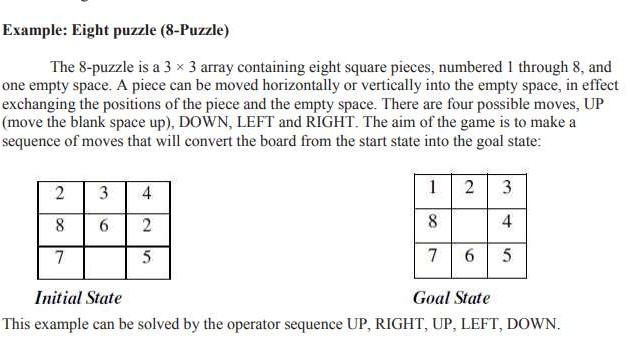 Example: Eight puzzle (8-Puzzle)
The 8-puzzle is a 3 × 3 array containing eight square pieces, numbered 1 through 8, and
one empty space. A piece can be moved horizontally or vertically into the empty space, in effect
exchanging the positions of the piece and the empty space. There are four possible moves, UP
(move the blank space up), DOWN, LEFT and RIGHT. The aim of the game is to make a
sequence of moves that will convert the board from the start state into the goal state:
2 3 4
8 6 2
7 5
Initial State
1 2 3
8 4
7 6 5
Goal State
This example can be solved by the operator sequence UP, RIGHT, UP, LEFT, DOWN.